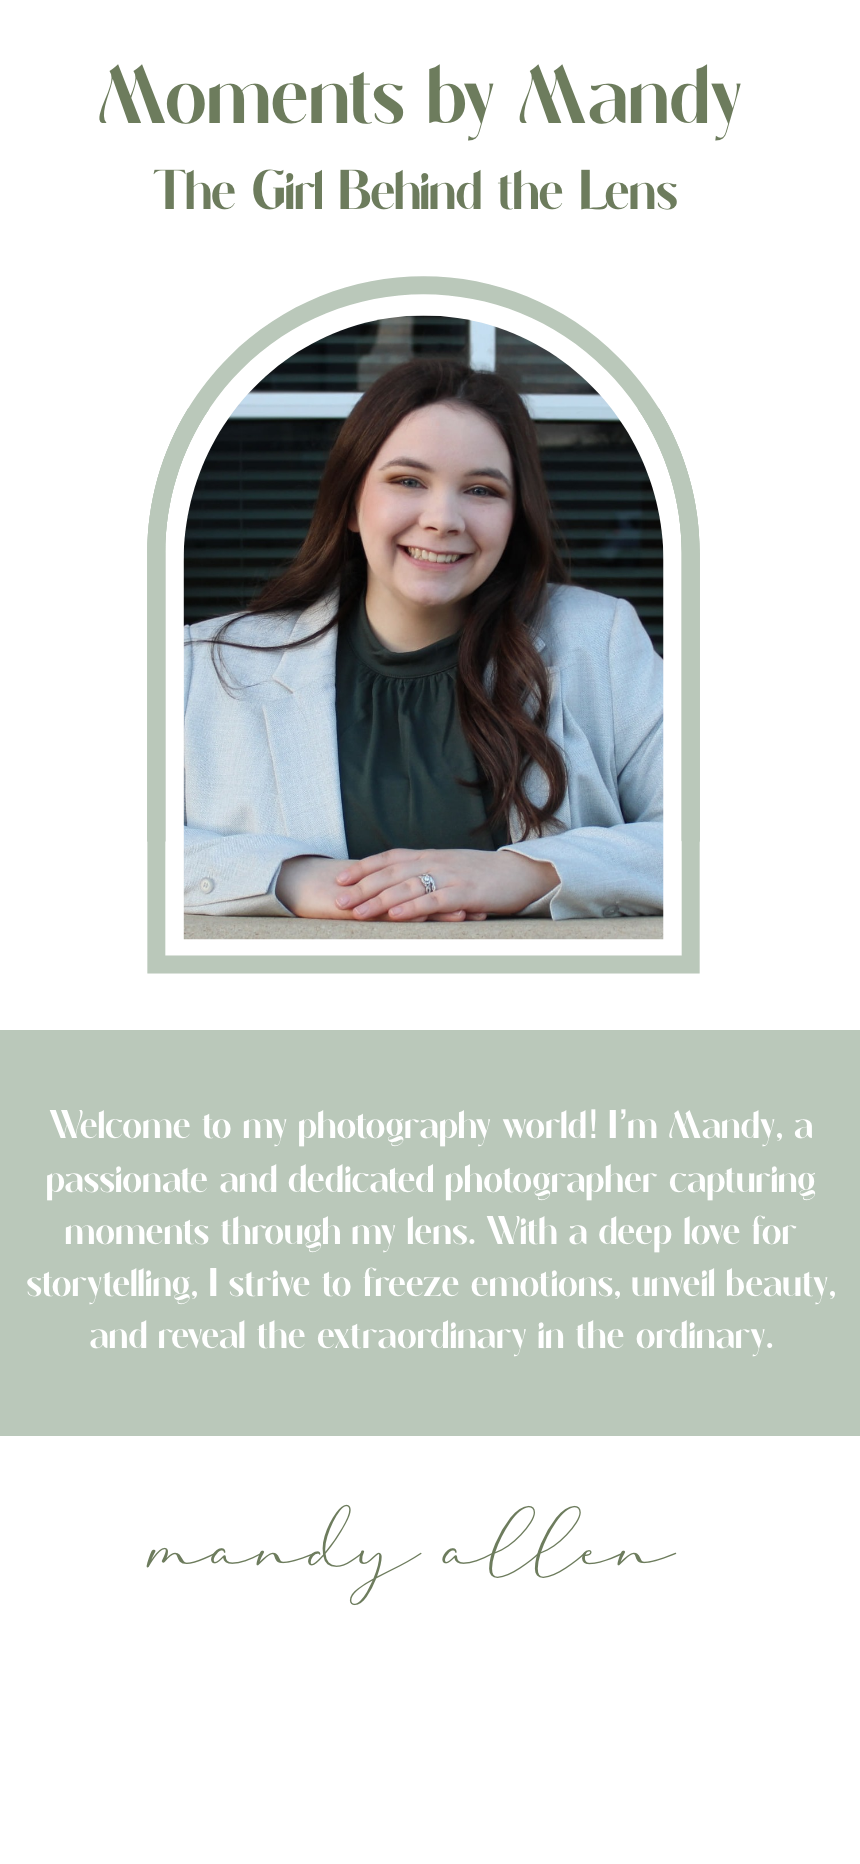 Moments by Mandy
The Girl Behind the Lens
Welcome to my photography world! I'm Mandy, a
passionate and dedicated photographer capturing
moments through my lens. With a deep love for
storytelling, I strive to freeze emotions, unveil beauty,
and reveal the extraordinary in the ordinary.
mandy allen